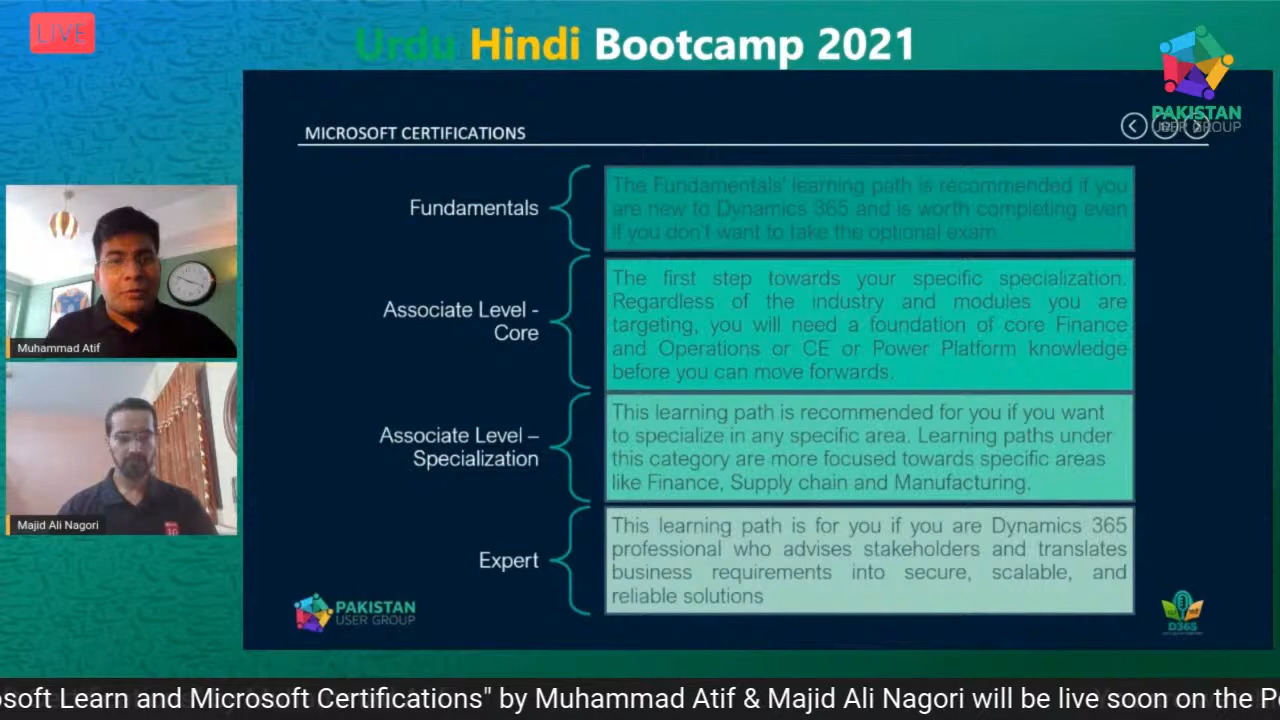 LIVE
Urdu Hindi Bootcamp 2021
PAKISTAN
USER GROUP
MICROSOFT CERTIFICATIONS
Fundamentals
The Fundamentals' learning path is recommended if you
are new to Dynamics 365 and is worth completing even
if you don't want to take the optional exam
Associate Level -
Core
The first step towards your specific specialization.
Regardless of the industry and modules you are
targeting, you will need a foundation of core Finance
and Operations or CE or Power Platform knowledge
before you can move forwards.
Associate Level –
Specialization
This learning path is recommended for you if you want
to specialize in any specific area. Learning paths under
this category are more focused towards specific areas
like Finance, Supply chain and Manufacturing.
Expert
This learning path is for you if you are Dynamics 365
professional who advises stakeholders and translates
business requirements into secure, scalable, and
reliable solutions
Muhammad Atif
Majid Ali Nagori
PAKISTAN
USER GROUP
D365
osoft Learn and Microsoft Certifications" by Muhammad Atif & Majid Ali Nagori will be live soon on the P